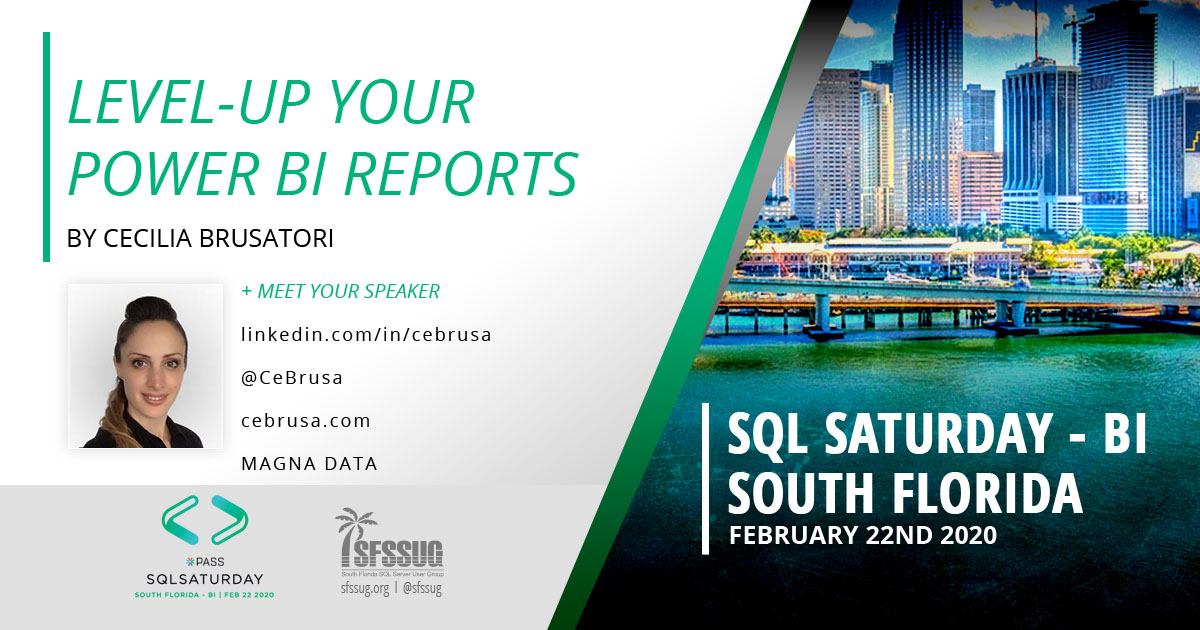 LEVEL-UP YOUR
POWER BI REPORTS
BY CECILIA BRUSATORI
+ MEET YOUR SPEAKER
linkedin.com/in/cebrusa
@CeBrusa
cebrusa.com
MAGNA DATA
PASS
SQLSATURDAY
SOUTH FLORIDA - BI | FEB 22 2020
SFSSUG
South Florida SQL Server User Group
sfssug.org | @sfssug
SQL SATURDAY - BI
SOUTH FLORIDA
FEBRUARY 22ND 2020